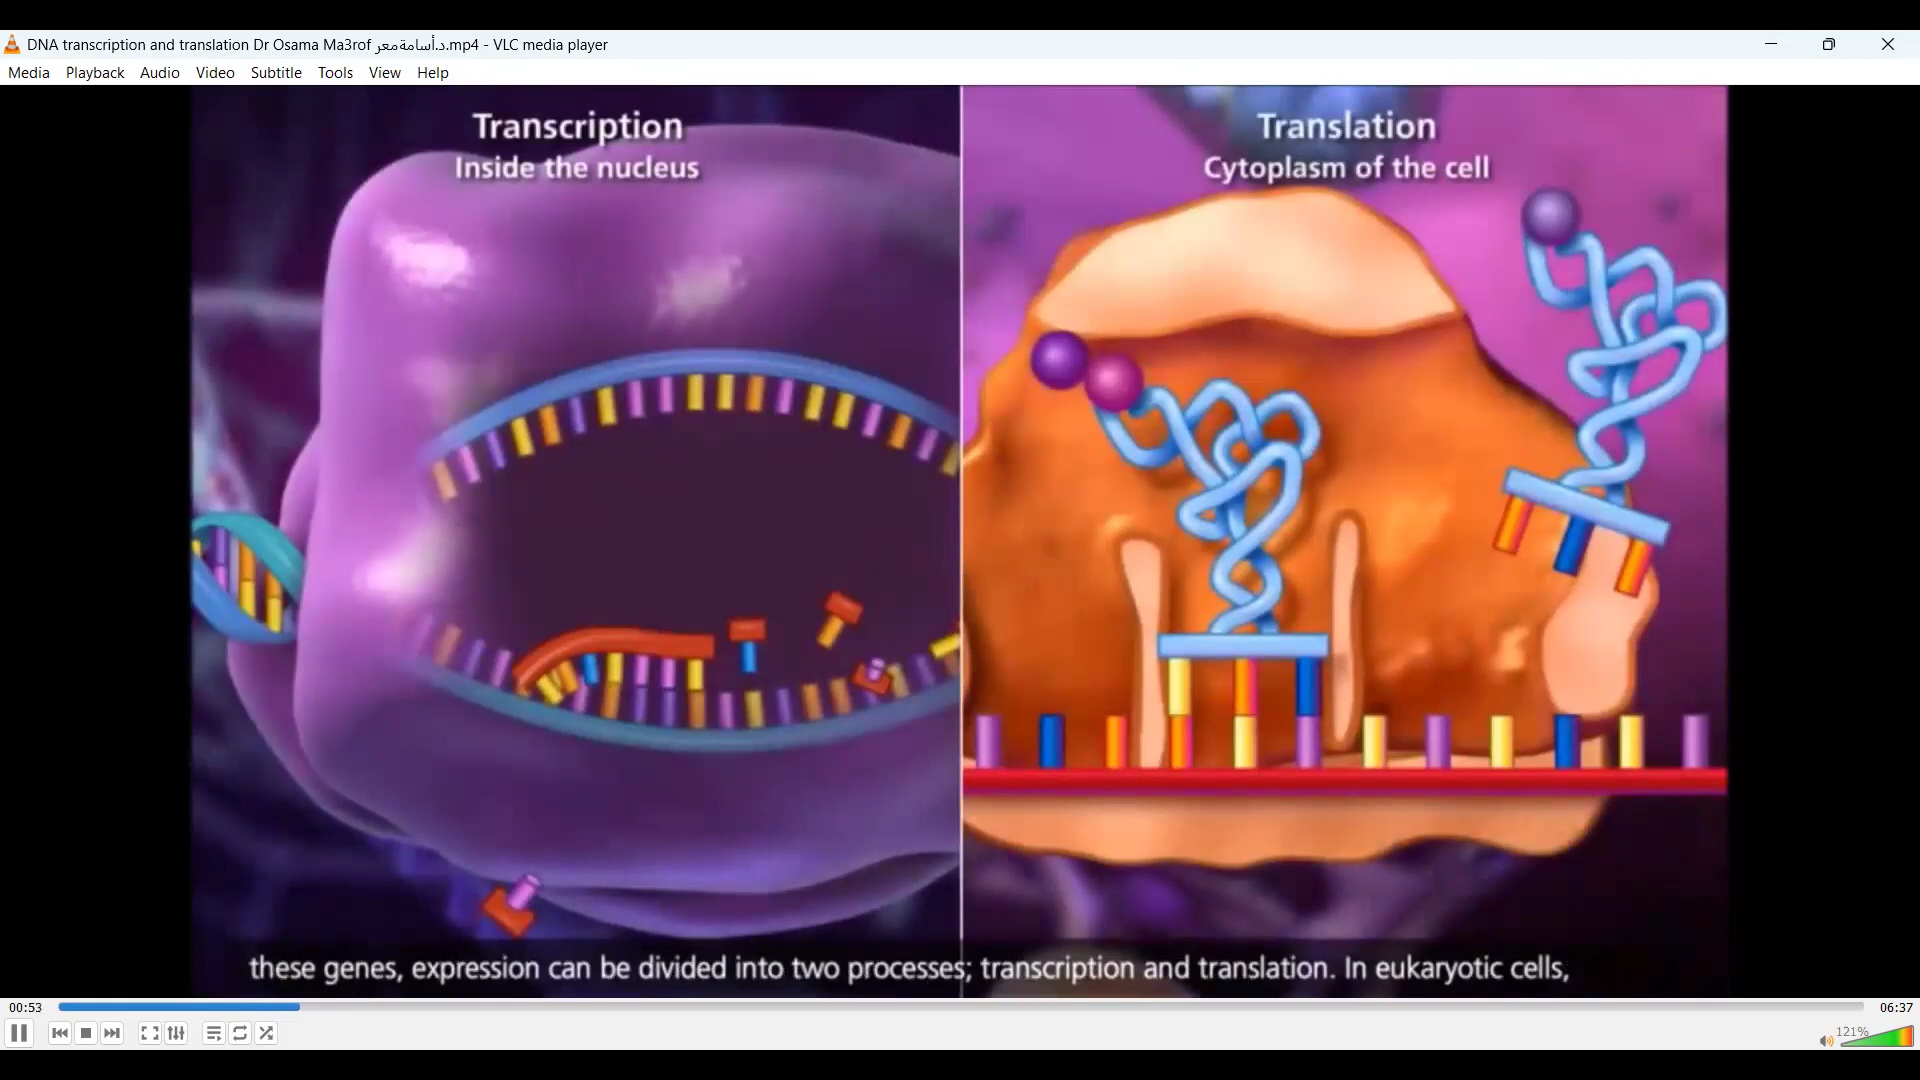 DNA transcription and translation Dr Osama Ma3rof د.أسامةمعر.mp4 - VLC media player
Media Playback Audio Video Subtitle Tools View Help
Transcription
Inside the nucleus
Translation
Cytoplasm of the cell
these genes, expression can be divided into two processes; transcription and translation. In eukaryotic cells,
00:53 06:37
121%